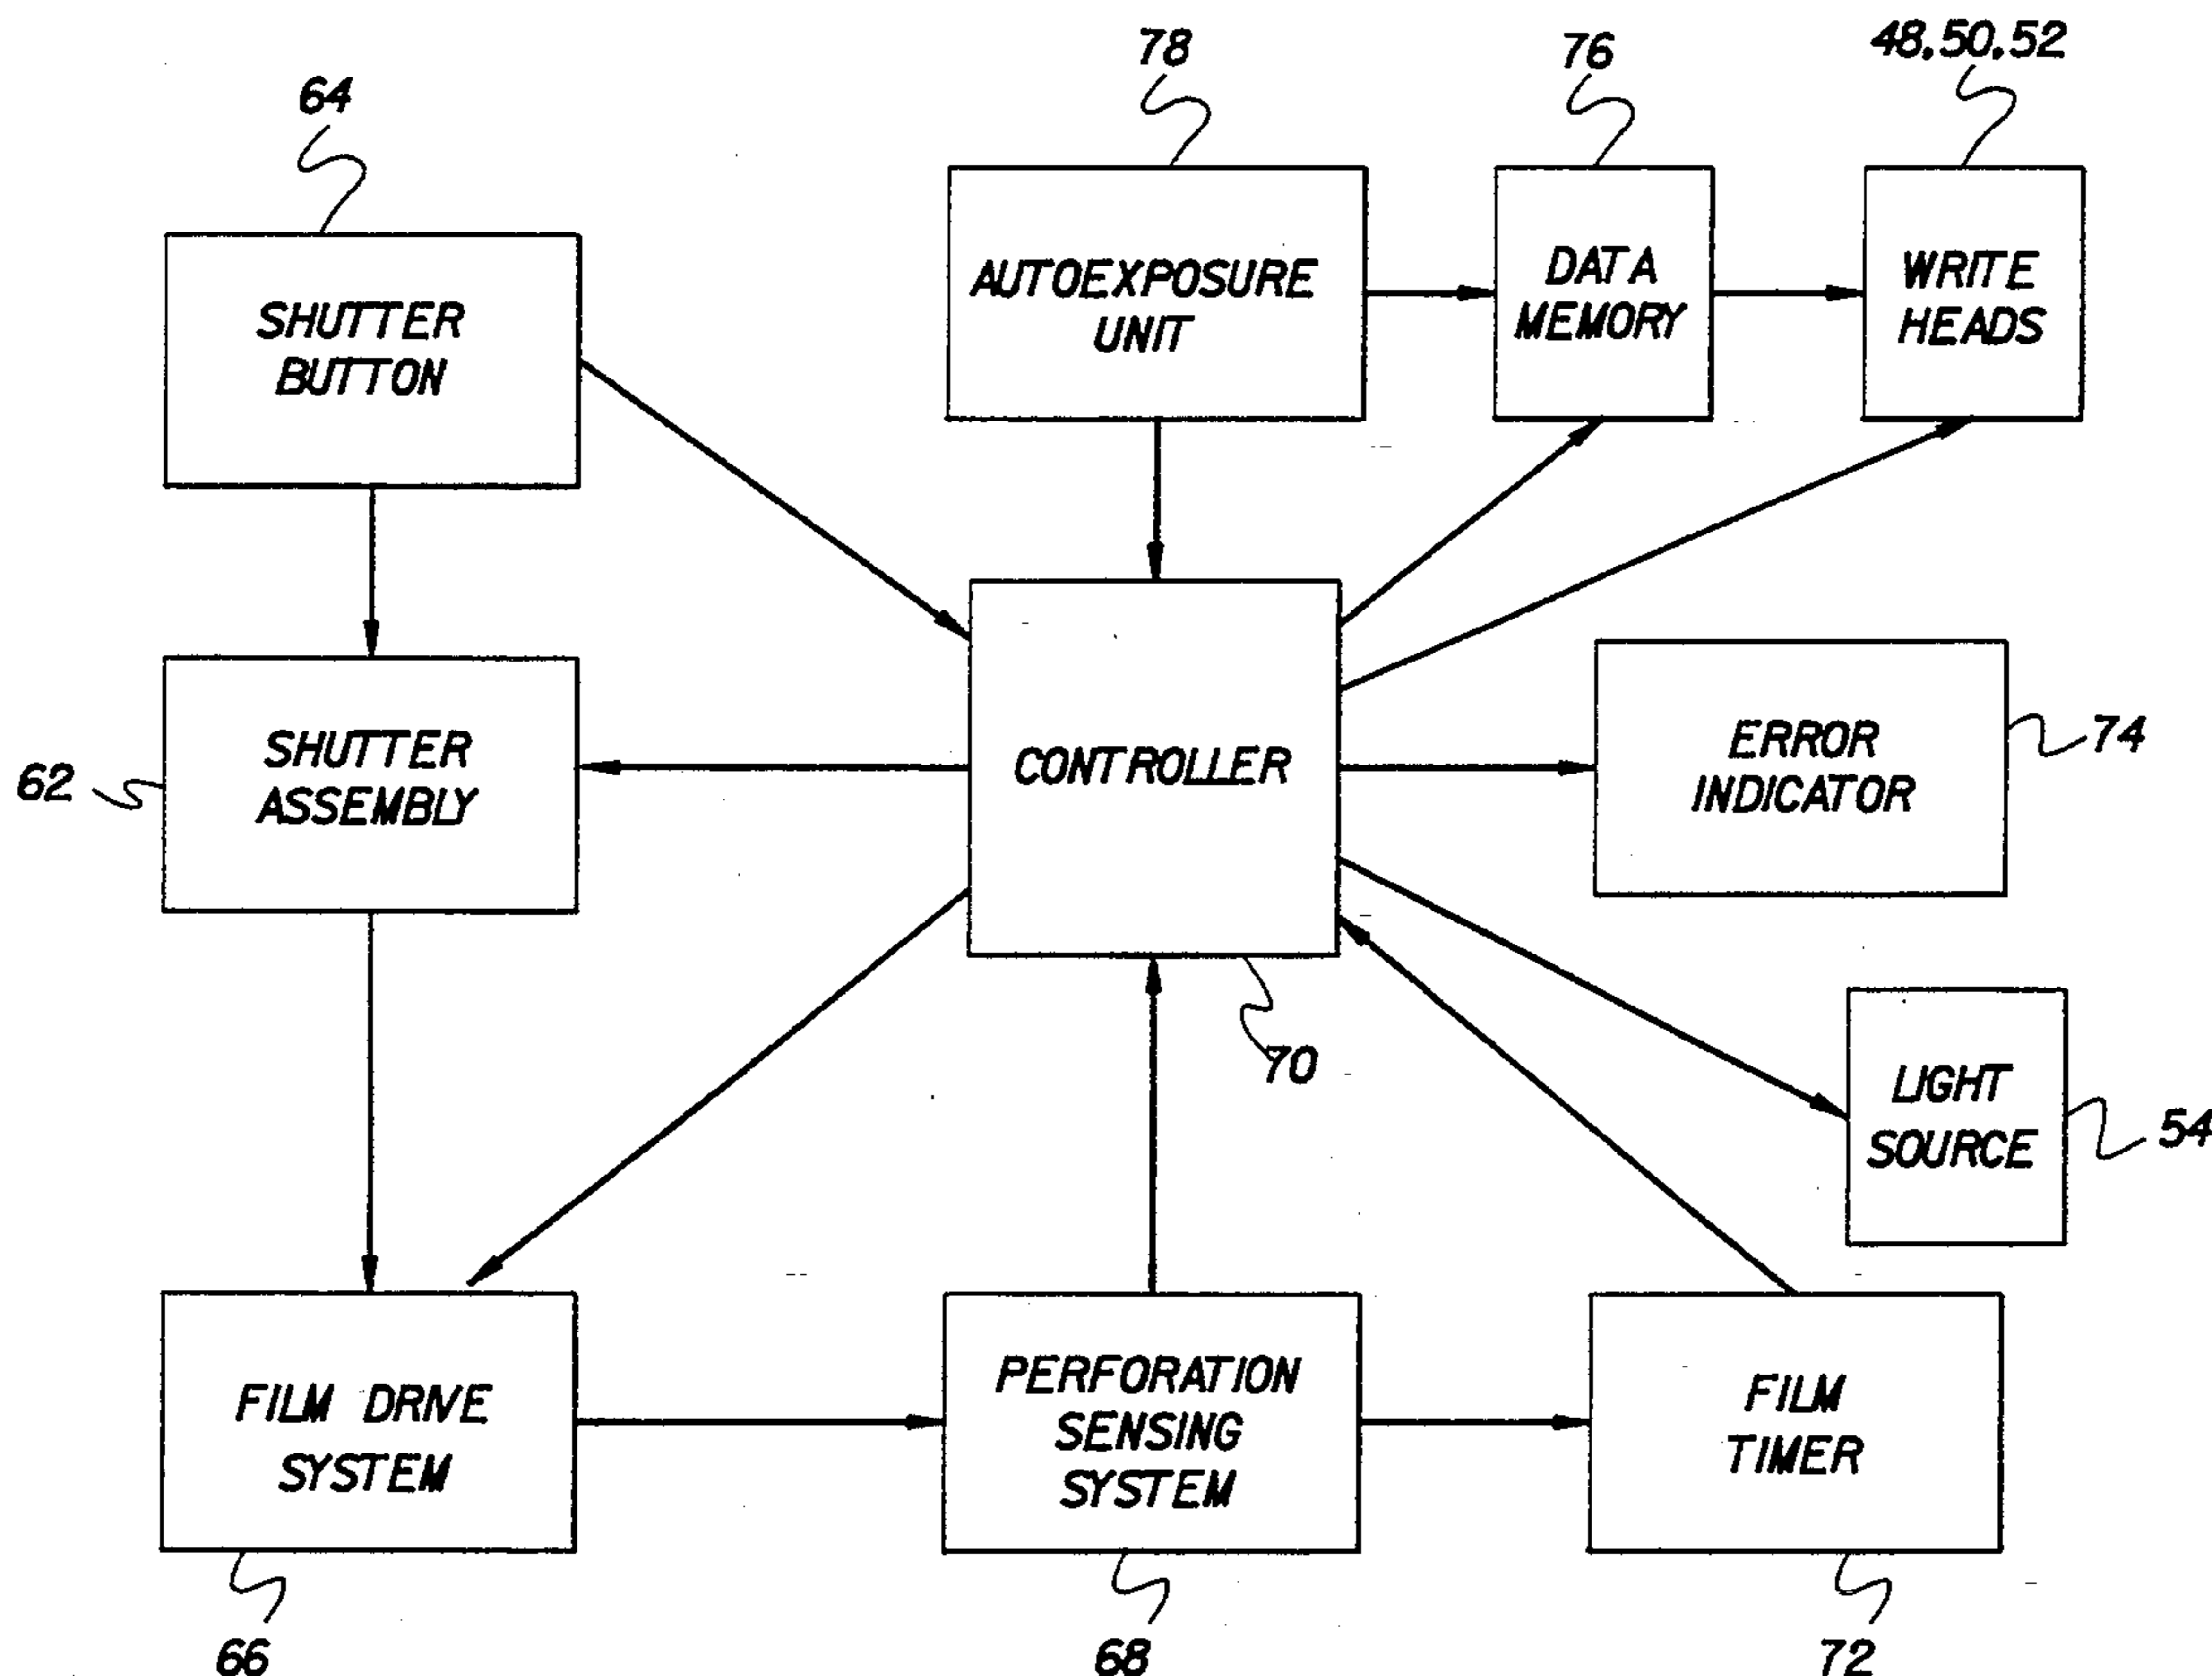 78
76
48,50,52
64
SHUTTER
BUTTON
AUTOEXPOSURE
UNIT
DATA
MEMORY
WRITE
HEADS
SHUTTER
ASSEMBLY
62
CONTROLLER
70
ERROR
INDICATOR
74
LIGHT
SOURCE
54
FILM DRIVE
SYSTEM
66
PERFORATION
SENSING
SYSTEM
68
FILM
TIMER
72